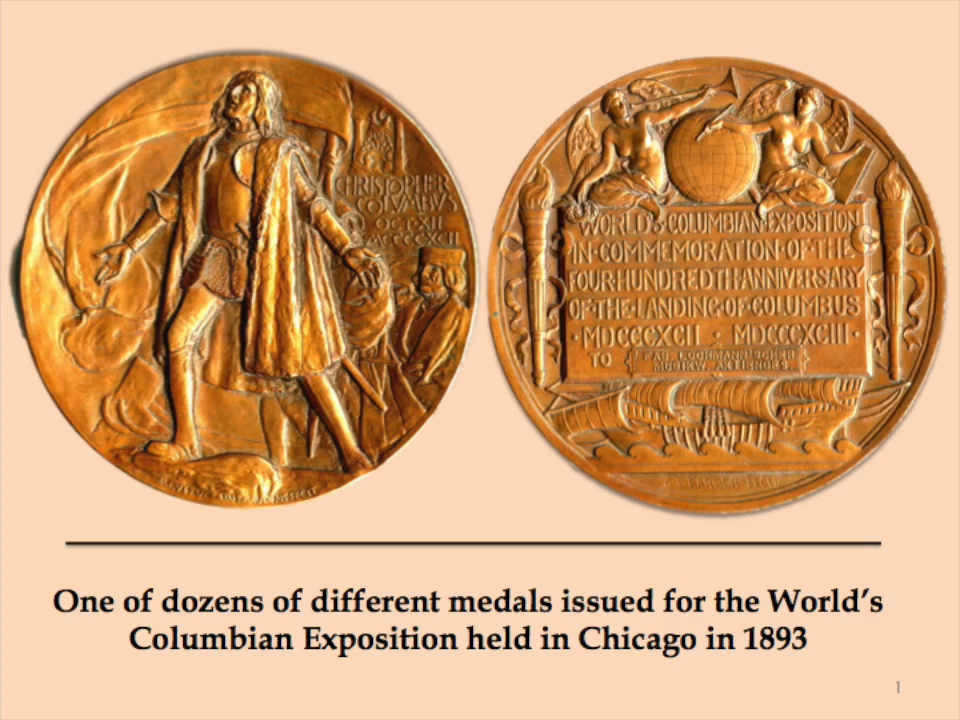 CHRISTOPHER
COLVMBVS
OCT·XII
WORLD'S·COLUMBIAN·EXPOSITION
IN·COMMEMORATION·OF·THE
FOUR·HUNDREDTH·ANNIVERSARY
OF·THE·LANDING·OF·COLUMBUS
·MDCCCXCII · MDCCCXCIII·
TO
One of dozens of different medals issued for the World’s
Columbian Exposition held in Chicago in 1893
1